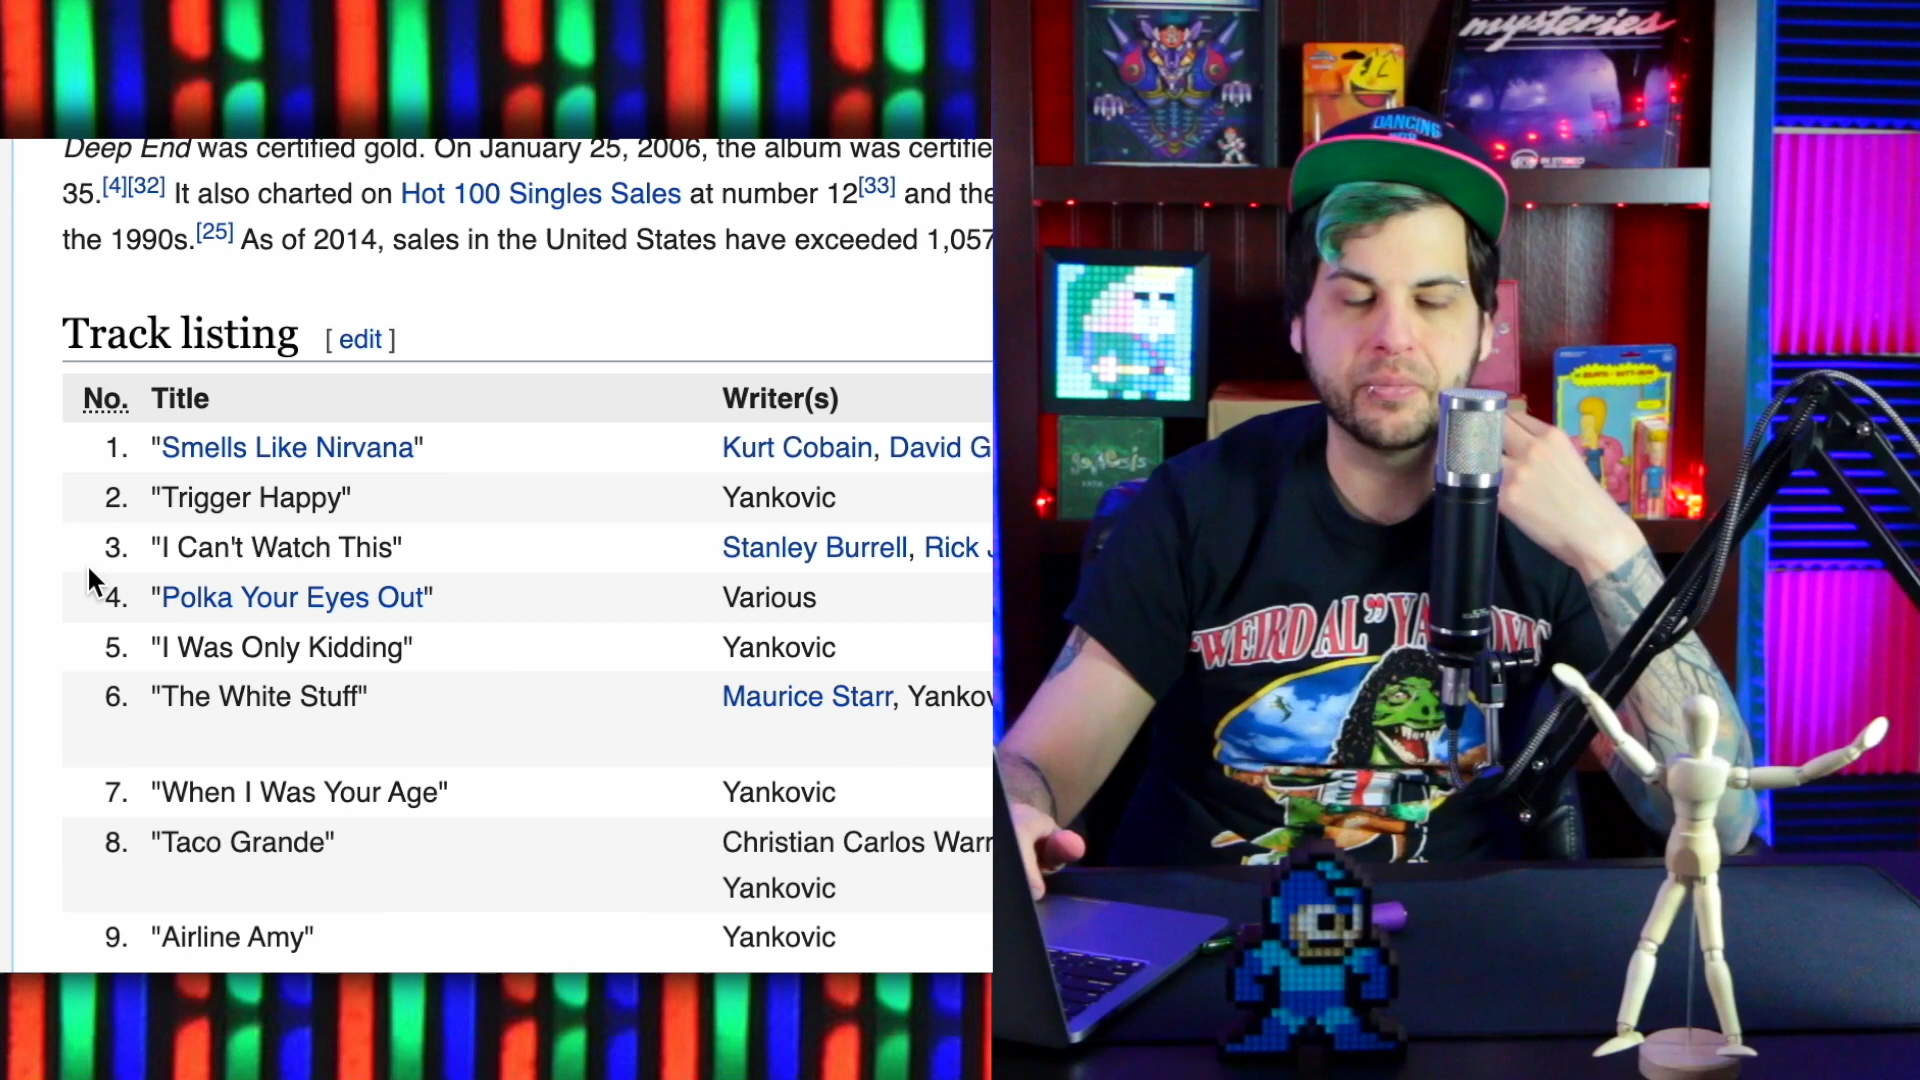 Deep End was certified gold. On January 25, 2006, the album was certifie
35.[4][32] It also charted on Hot 100 Singles Sales at number 12[33] and the
the 1990s.[25] As of 2014, sales in the United States have exceeded 1,057
Track listing [ edit ]
No. Title Writer(s)
1. "Smells Like Nirvana" Kurt Cobain, David G
2. "Trigger Happy" Yankovic
3. "I Can't Watch This" Stanley Burrell, Rick J
4. "Polka Your Eyes Out" Various
5. "I Was Only Kidding" Yankovic
6. "The White Stuff" Maurice Starr, Yankov
7. "When I Was Your Age" Yankovic
8. "Taco Grande" Christian Carlos Warr
Yankovic
9. "Airline Amy" Yankovic
mysteries
IN STEREO
DANCING
genesis
"WEIRD AL" YA OVIC